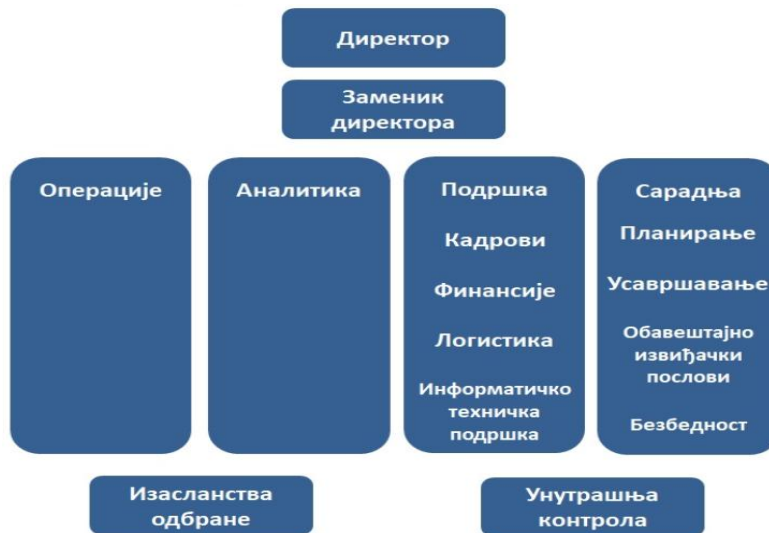 Директор
Заменик
директора
Операције
Аналитика
Подршка
Кадрови
Финансије
Логистика
Информатичко
техничка
подршка
Сарадња
Планирање
Усавршавање
Обавештајно
извиђачки
послови
Безбедност
Изасланства
одбране
Унутрашња
контрола